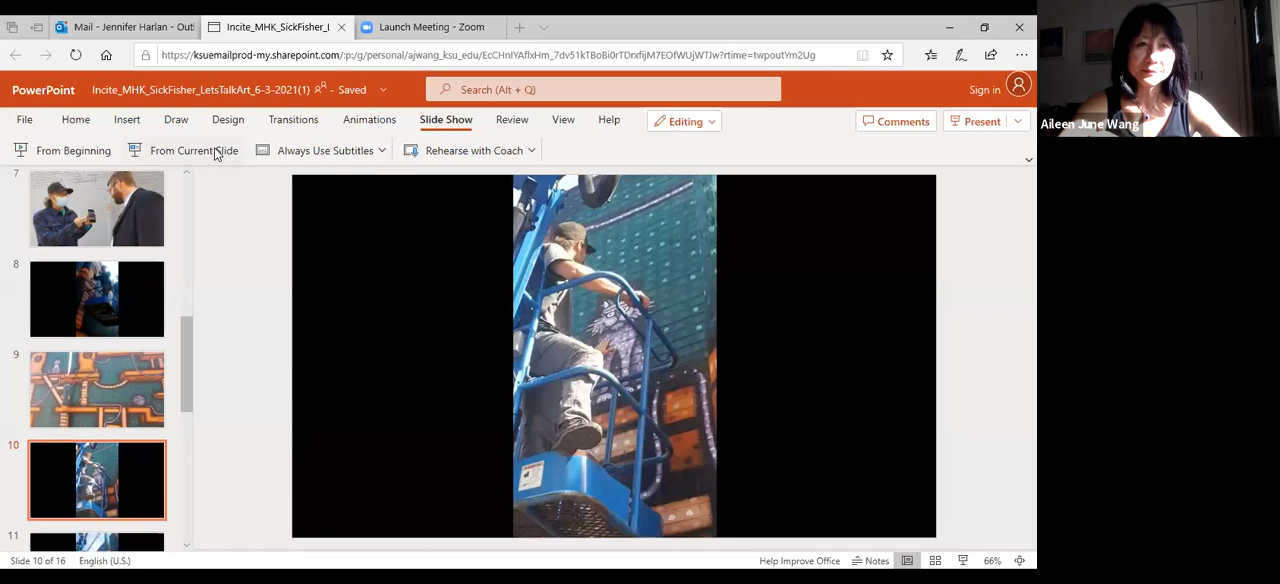 Mail - Jennifer Harlan - Outl
Incite_MHK_SickFisher_L
Launch Meeting - Zoom
https://ksuemailprod-my.sharepoint.com/:p:/g/personal/ajwang_ksu_edu/EcCHnIYAflxHm_7dv51kTBoBi0rTDrxfijM7EOfWUjWTJw?rtime=twpoutYm2Ug
PowerPoint
Incite_MHK_SickFisher_LetsTalkArt_6-3-2021(1) - Saved
Search (Alt + Q)
Sign in
Aileen June Wang
File Home Insert Draw Design Transitions Animations Slide Show Review View Help Editing Comments Present
From Beginning From Current Slide Always Use Subtitles Rehearse with Coach
7
8
9
10
11
Slide 10 of 16 English (U.S.) Help Improve Office Notes 66%